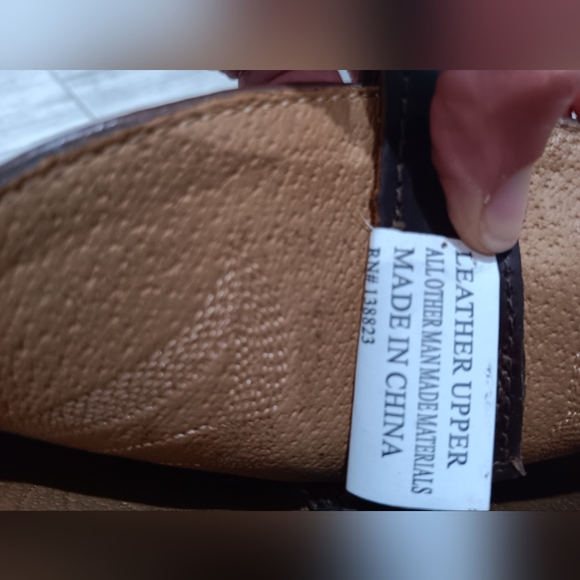 LEATHER UPPER
ALL OTHER MAN MADE MATERIALS
MADE IN CHINA
RN# 138823